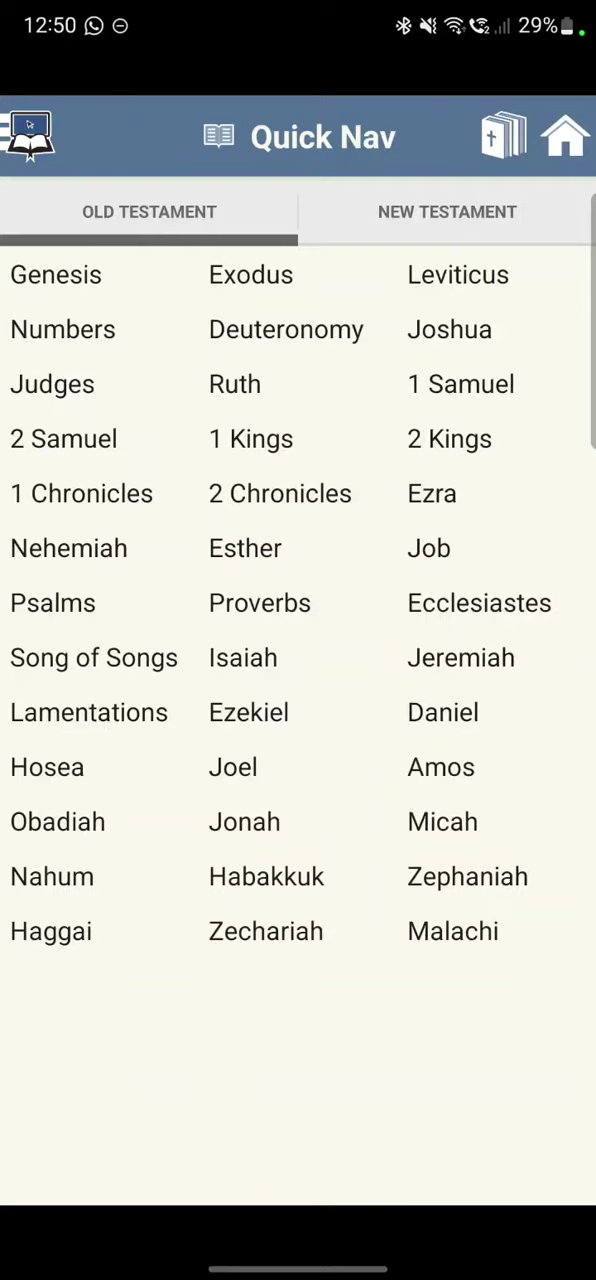 12:50 29%
Quick Nav
OLD TESTAMENT NEW TESTAMENT
Genesis Exodus Leviticus
Numbers Deuteronomy Joshua
Judges Ruth 1 Samuel
2 Samuel 1 Kings 2 Kings
1 Chronicles 2 Chronicles Ezra
Nehemiah Esther Job
Psalms Proverbs Ecclesiastes
Song of Songs Isaiah Jeremiah
Lamentations Ezekiel Daniel
Hosea Joel Amos
Obadiah Jonah Micah
Nahum Habakkuk Zephaniah
Haggai Zechariah Malachi